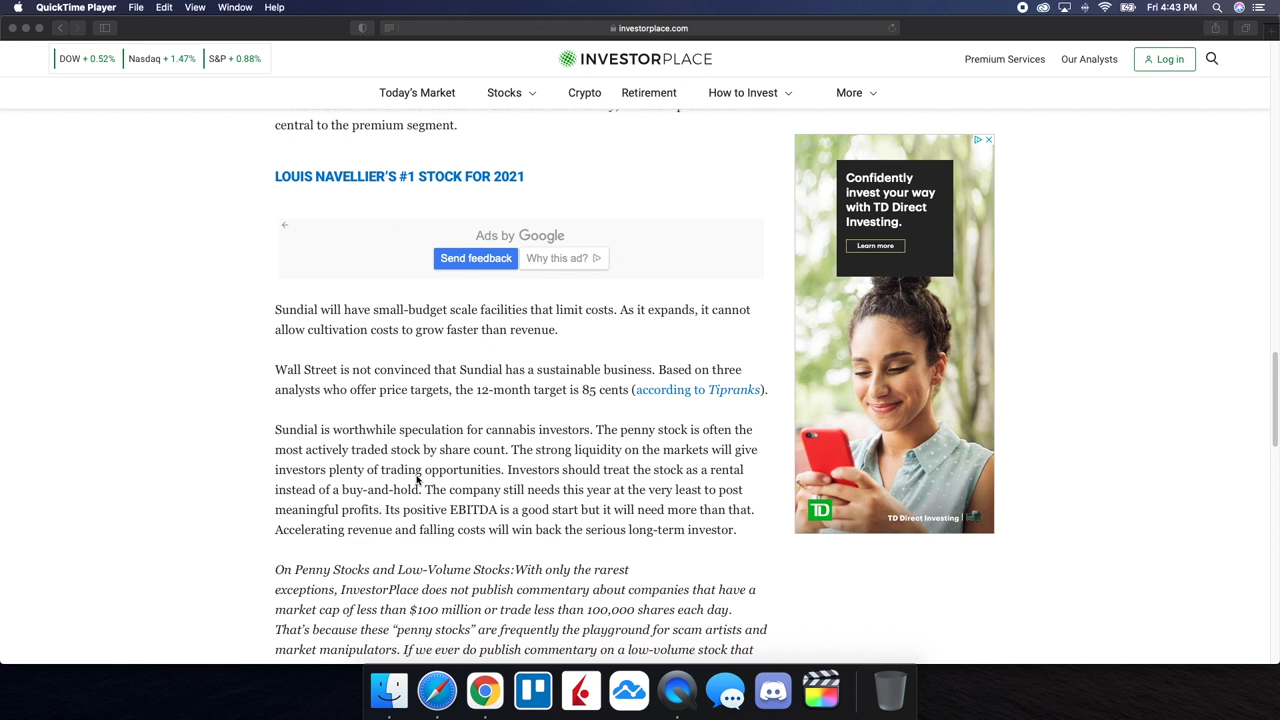 QuickTime Player File Edit View Window Help Fri 4:43 PM
investorplace.com
DOW + 0.52% Nasdaq + 1.47% S&P + 0.88%
INVESTORPLACE
Premium Services Our Analysts Log in
Today's Market Stocks Crypto Retirement How to Invest More
central to the premium segment.
LOUIS NAVELLIER'S #1 STOCK FOR 2021
Ads by Google
Send feedback Why this ad?
Sundial will have small-budget scale facilities that limit costs. As it expands, it cannot
allow cultivation costs to grow faster than revenue.
Wall Street is not convinced that Sundial has a sustainable business. Based on three
analysts who offer price targets, the 12-month target is 85 cents (according to Tipranks).
Sundial is worthwhile speculation for cannabis investors. The penny stock is often the
most actively traded stock by share count. The strong liquidity on the markets will give
investors plenty of trading opportunities. Investors should treat the stock as a rental
instead of a buy-and-hold. The company still needs this year at the very least to post
meaningful profits. Its positive EBITDA is a good start but it will need more than that.
Accelerating revenue and falling costs will win back the serious long-term investor.
On Penny Stocks and Low-Volume Stocks:With only the rarest
exceptions, InvestorPlace does not publish commentary about companies that have a
market cap of less than $100 million or trade less than 100,000 shares each day.
That's because these "penny stocks" are frequently the playground for scam artists and
market manipulators. If we ever do publish commentary on a low-volume stock that
Confidently
invest your way
with TD Direct
Investing.
Learn more
TD
TD Direct Investing